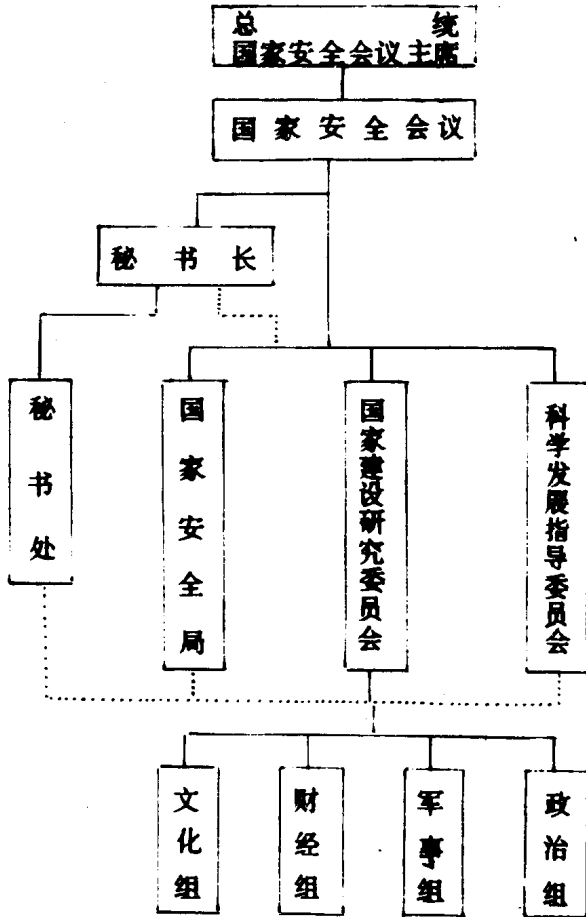 总统
国家安全会议主席
国家安全会议
秘书长
秘书处
国家安全局
国家建设研究委员会
科学发展指导委员会
文化组
财经组
军事组
政治组